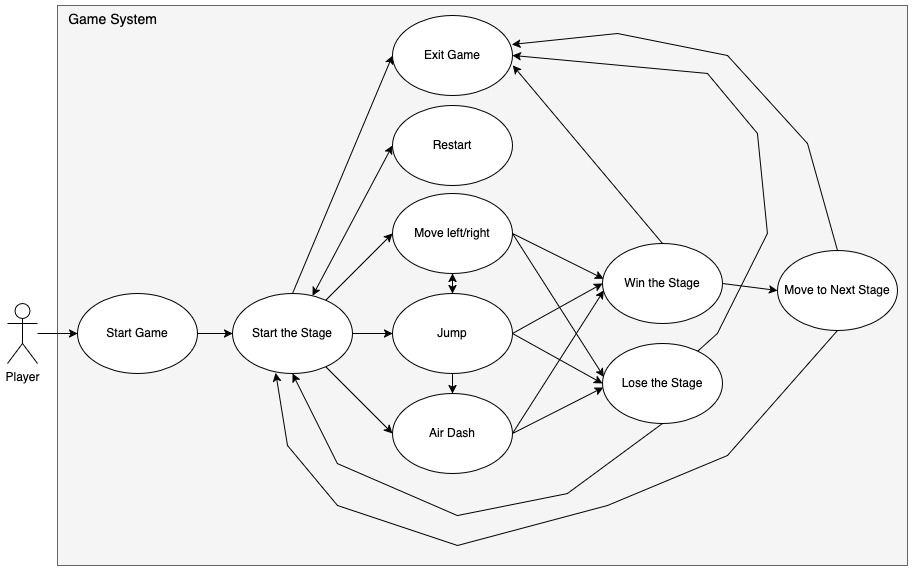 Game System
Exit Game
Restart
Move left/right
Win the Stage
Move to Next Stage
Start Game
Start the Stage
Jump
Player
Lose the Stage
Air Dash